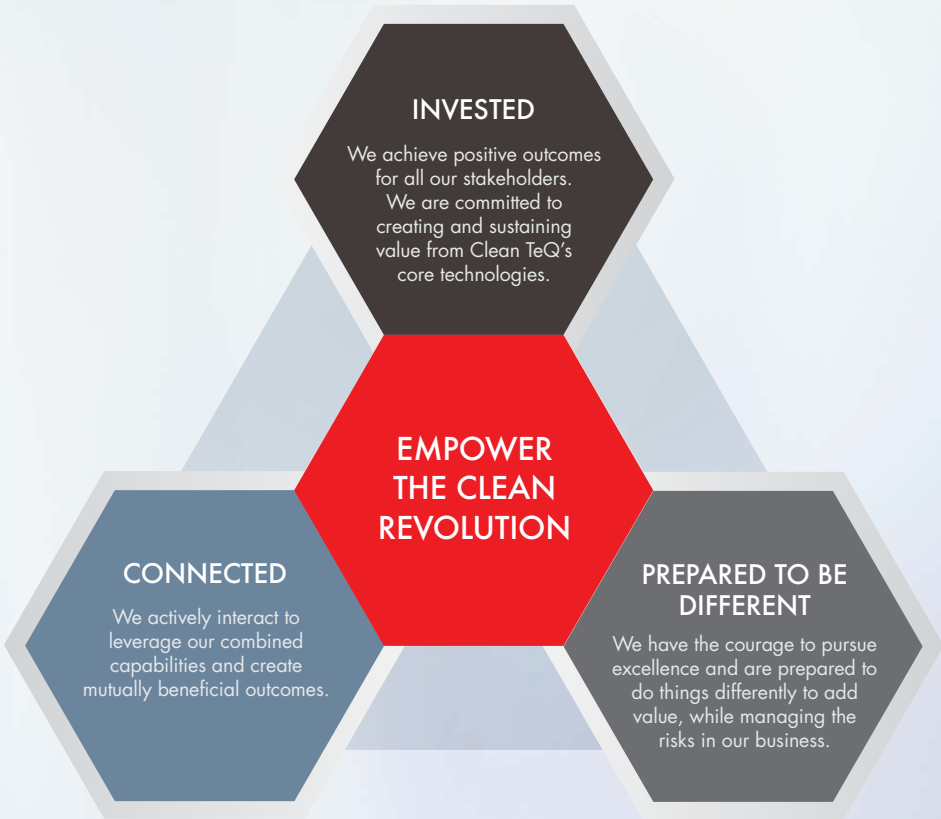 INVESTED
We achieve positive outcomes
for all our stakeholders.
We are committed to
creating and sustaining
value from Clean TeQ’s
core technologies.
EMPOWER
THE CLEAN
REVOLUTION
CONNECTED
We actively interact to
leverage our combined
capabilities and create
mutually beneficial outcomes.
PREPARED TO BE
DIFFERENT
We have the courage to pursue
excellence and are prepared to
do things differently to add
value, while managing the
risks in our business.